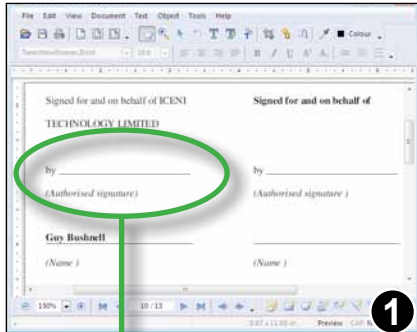 File Edit View Document Text Object Tools Help
Colour
Signed for and on behalf of ICENI
TECHNOLOGY LIMITED
Signed for and on behalf of
by
(Authorised signature)
by
(Authorised signature )
Guy Bushnell
(Name )
(Name )
150% 10 / 13 Preview
1